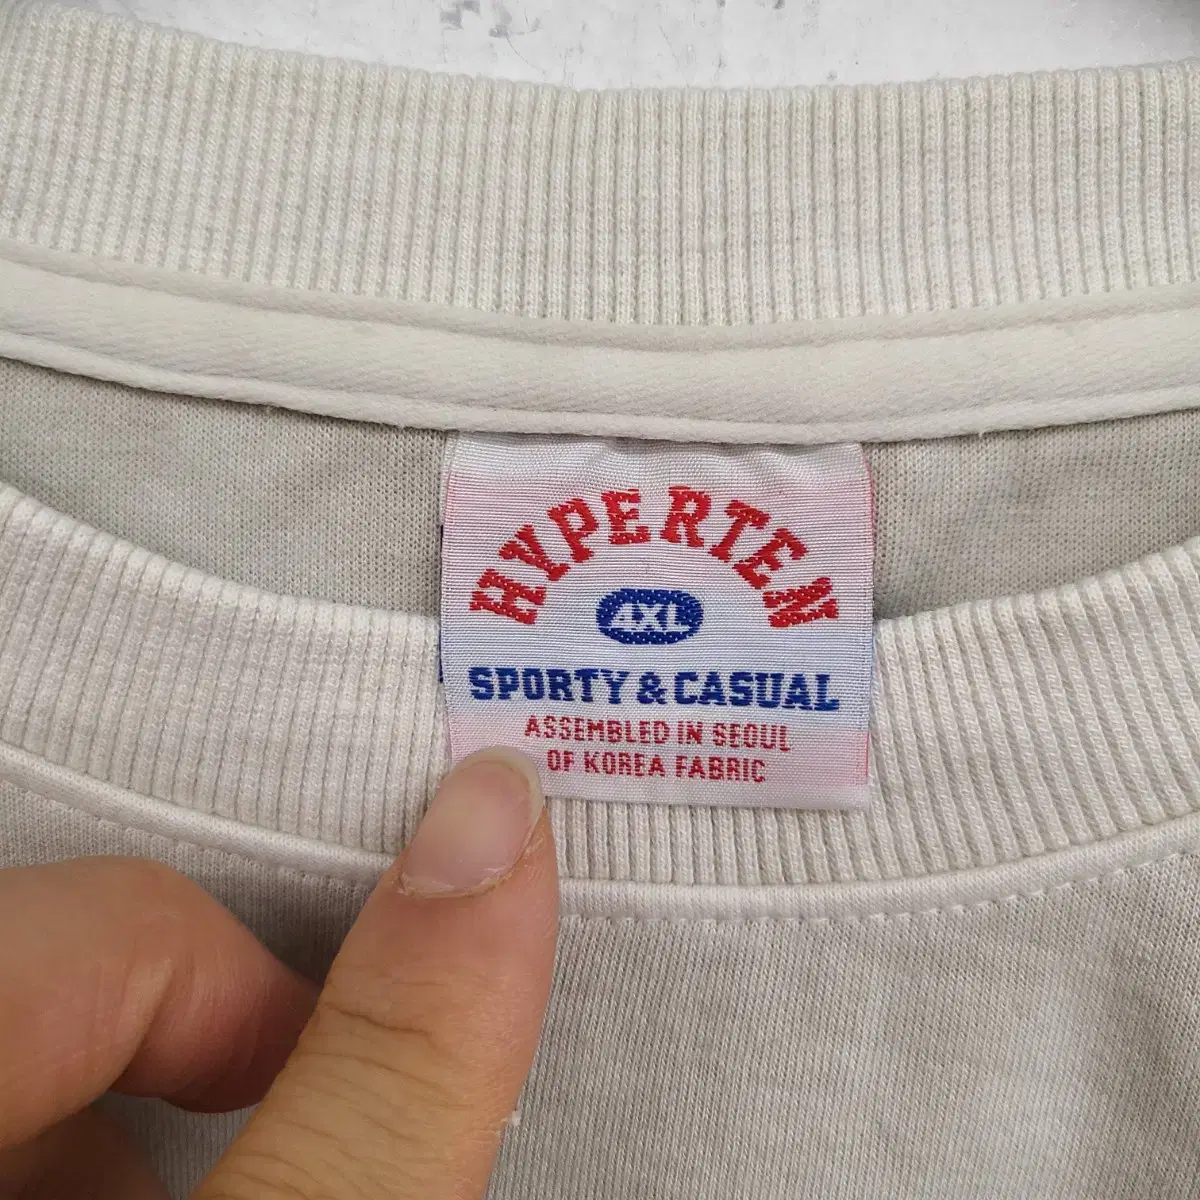 HYPERTEN
4XL
SPORTY & CASUAL
ASSEMBLED IN SEOUL
OF KOREA FABRIC